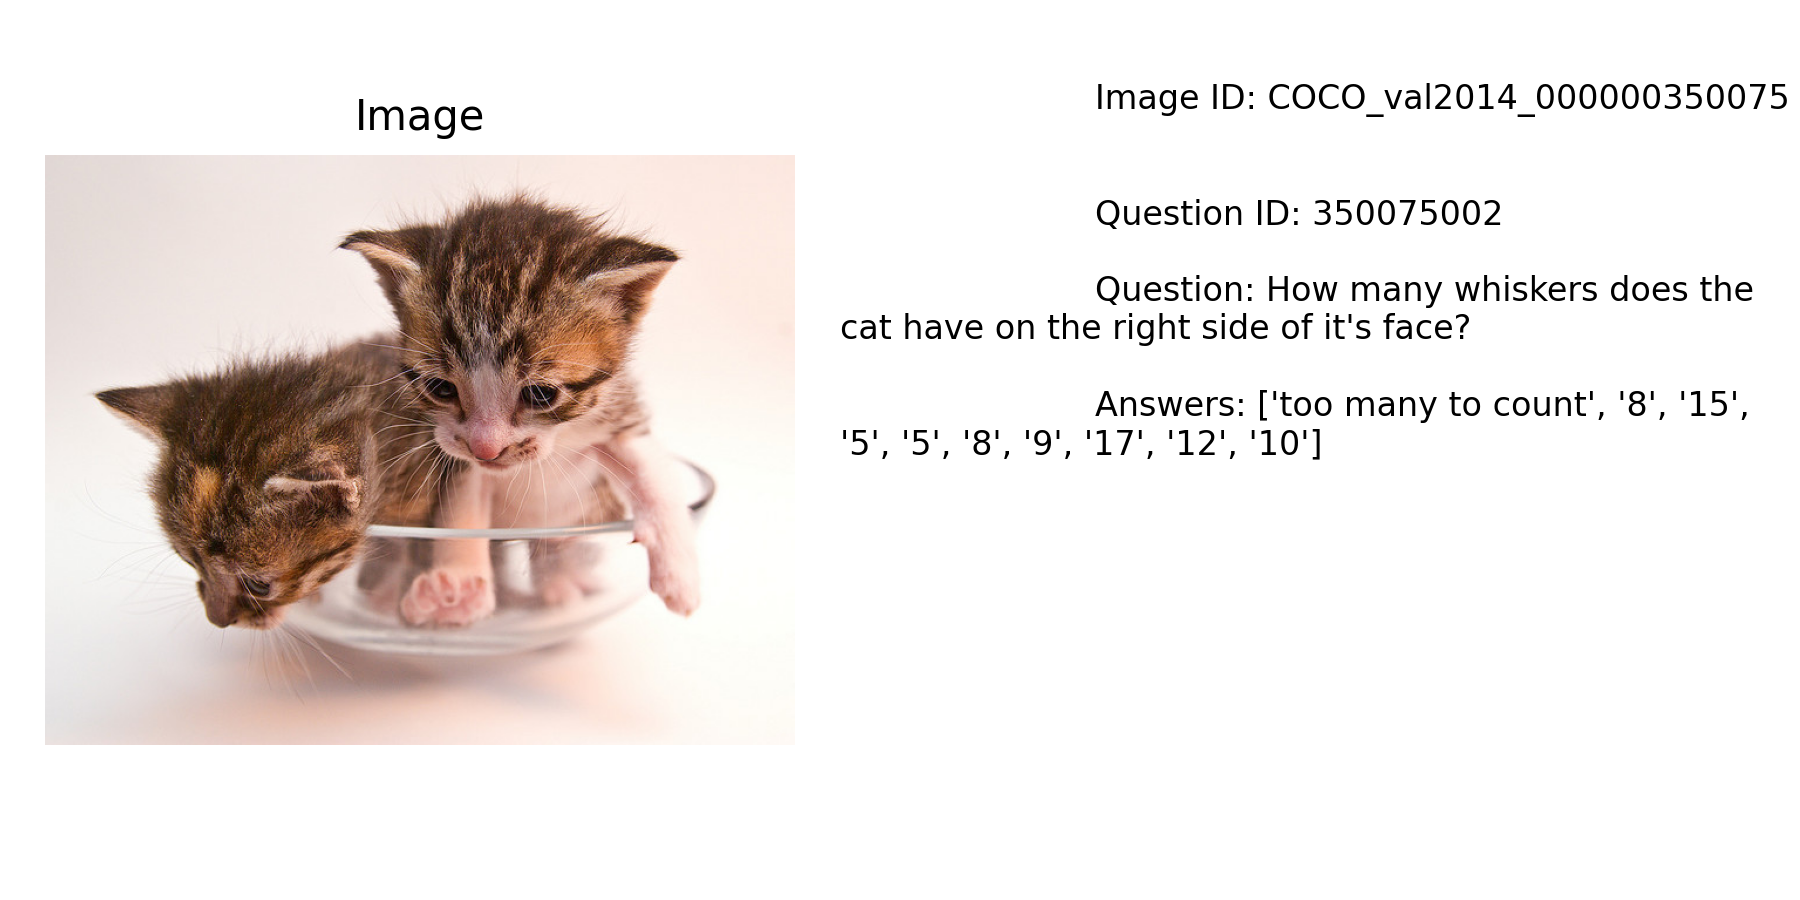 Image
Image ID: COCO_val2014_000000350075
Question ID: 350075002
Question: How many whiskers does the
cat have on the right side of it's face?
Answers: ['too many to count', '8', '15',
'5', '5', '8', '9', '17', '12', '10']